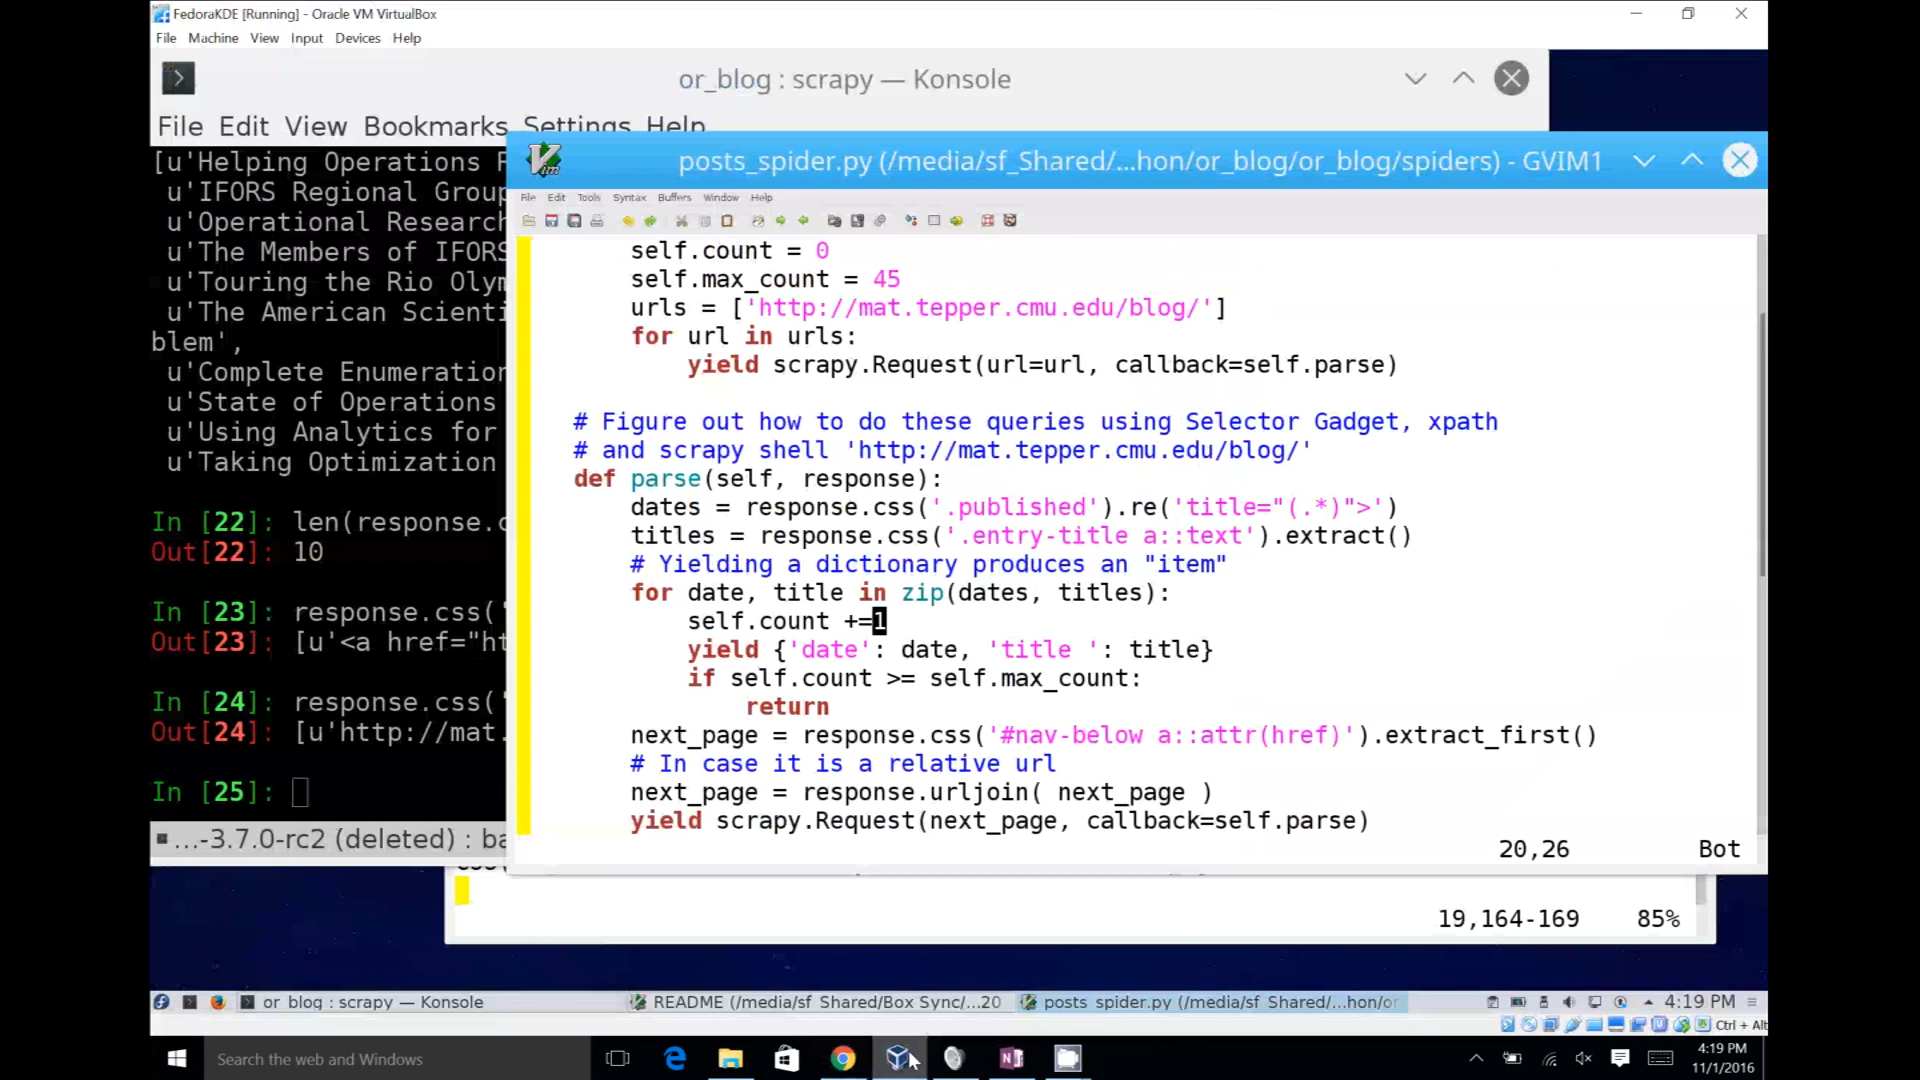 FedoraKDE [Running] - Oracle VM VirtualBox
File Machine View Input Devices Help
or_blog : scrapy — Konsole
File Edit View Bookmarks Settings Help
[u'Helping Operations
u'IFORS Regional Group
u'Operational Research
u'The Members of IFORS
u'Touring the Rio Olym
u'The American Scienti
blem',
u'Complete Enumeration
u'State of Operations
u'Using Analytics for
u'Taking Optimization
In [22]: len(response.c
Out[22]: 10
In [23]: response.css('
Out[23]: [u'<a href="ht
In [24]: response.css('
Out[24]: [u'http://mat.
In [25]:
...-3.7.0-rc2 (deleted) : ba
posts_spider.py (/media/sf_Shared/...hon/or_blog/or_blog/spiders) - GVIM1
File Edit Tools Syntax Buffers Window Help
self.count = 0
self.max_count = 45
urls = ['http://mat.tepper.cmu.edu/blog/']
for url in urls:
yield scrapy.Request(url=url, callback=self.parse)
# Figure out how to do these queries using Selector Gadget, xpath
# and scrapy shell 'http://mat.tepper.cmu.edu/blog/'
def parse(self, response):
dates = response.css('.published').re('title="(.*)">')
titles = response.css('.entry-title a::text').extract()
# Yielding a dictionary produces an "item"
for date, title in zip(dates, titles):
self.count +=1
yield {'date': date, 'title ': title}
if self.count >= self.max_count:
return
next_page = response.css('#nav-below a::attr(href)').extract_first()
# In case it is a relative url
next_page = response.urljoin( next_page )
yield scrapy.Request(next_page, callback=self.parse)
20,26 Bot
19,164-169 85%
or_blog : scrapy — Konsole
README (/media/sf_Shared/Box Sync/...20
posts_spider.py (/media/sf_Shared/...hon/or
4:19 PM
Ctrl + Alt
Search the web and Windows
4:19 PM
11/1/2016